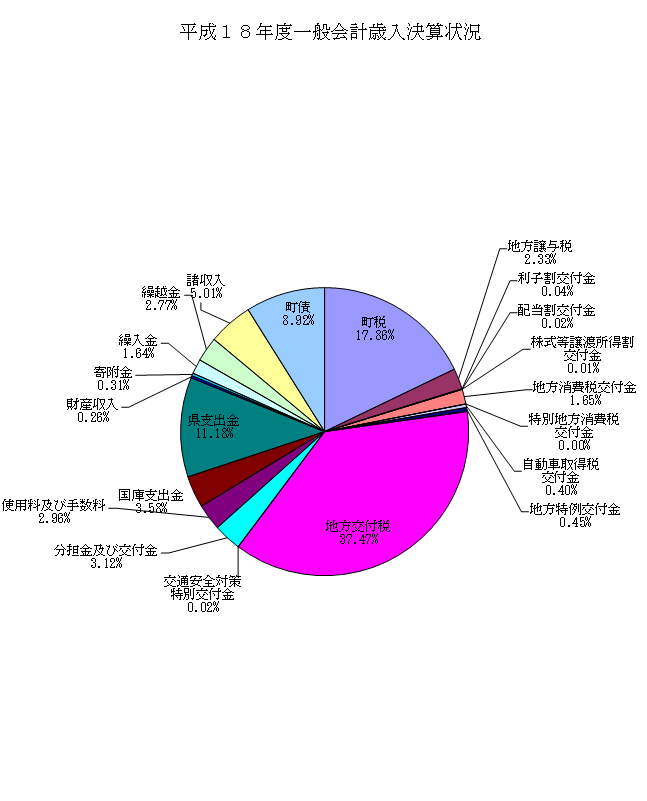 平成１８年度一般会計歳入決算状況
町税
17.86%
地方譲与税
2.33%
利子割交付金
0.04%
配当割交付金
0.02%
株式等譲渡所得割
交付金
0.01%
地方消費税交付金
1.65%
特別地方消費税
交付金
0.00%
自動車取得税
交付金
0.40%
地方特例交付金
0.45%
地方交付税
37.47%
交通安全対策
特別交付金
0.02%
分担金及び交付金
3.12%
使用料及び手数料
2.96%
国庫支出金
3.53%
県支出金
11.18%
財産収入
0.26%
寄附金
0.31%
繰入金
1.64%
繰越金
2.77%
諸収入
5.01%
町債
8.92%